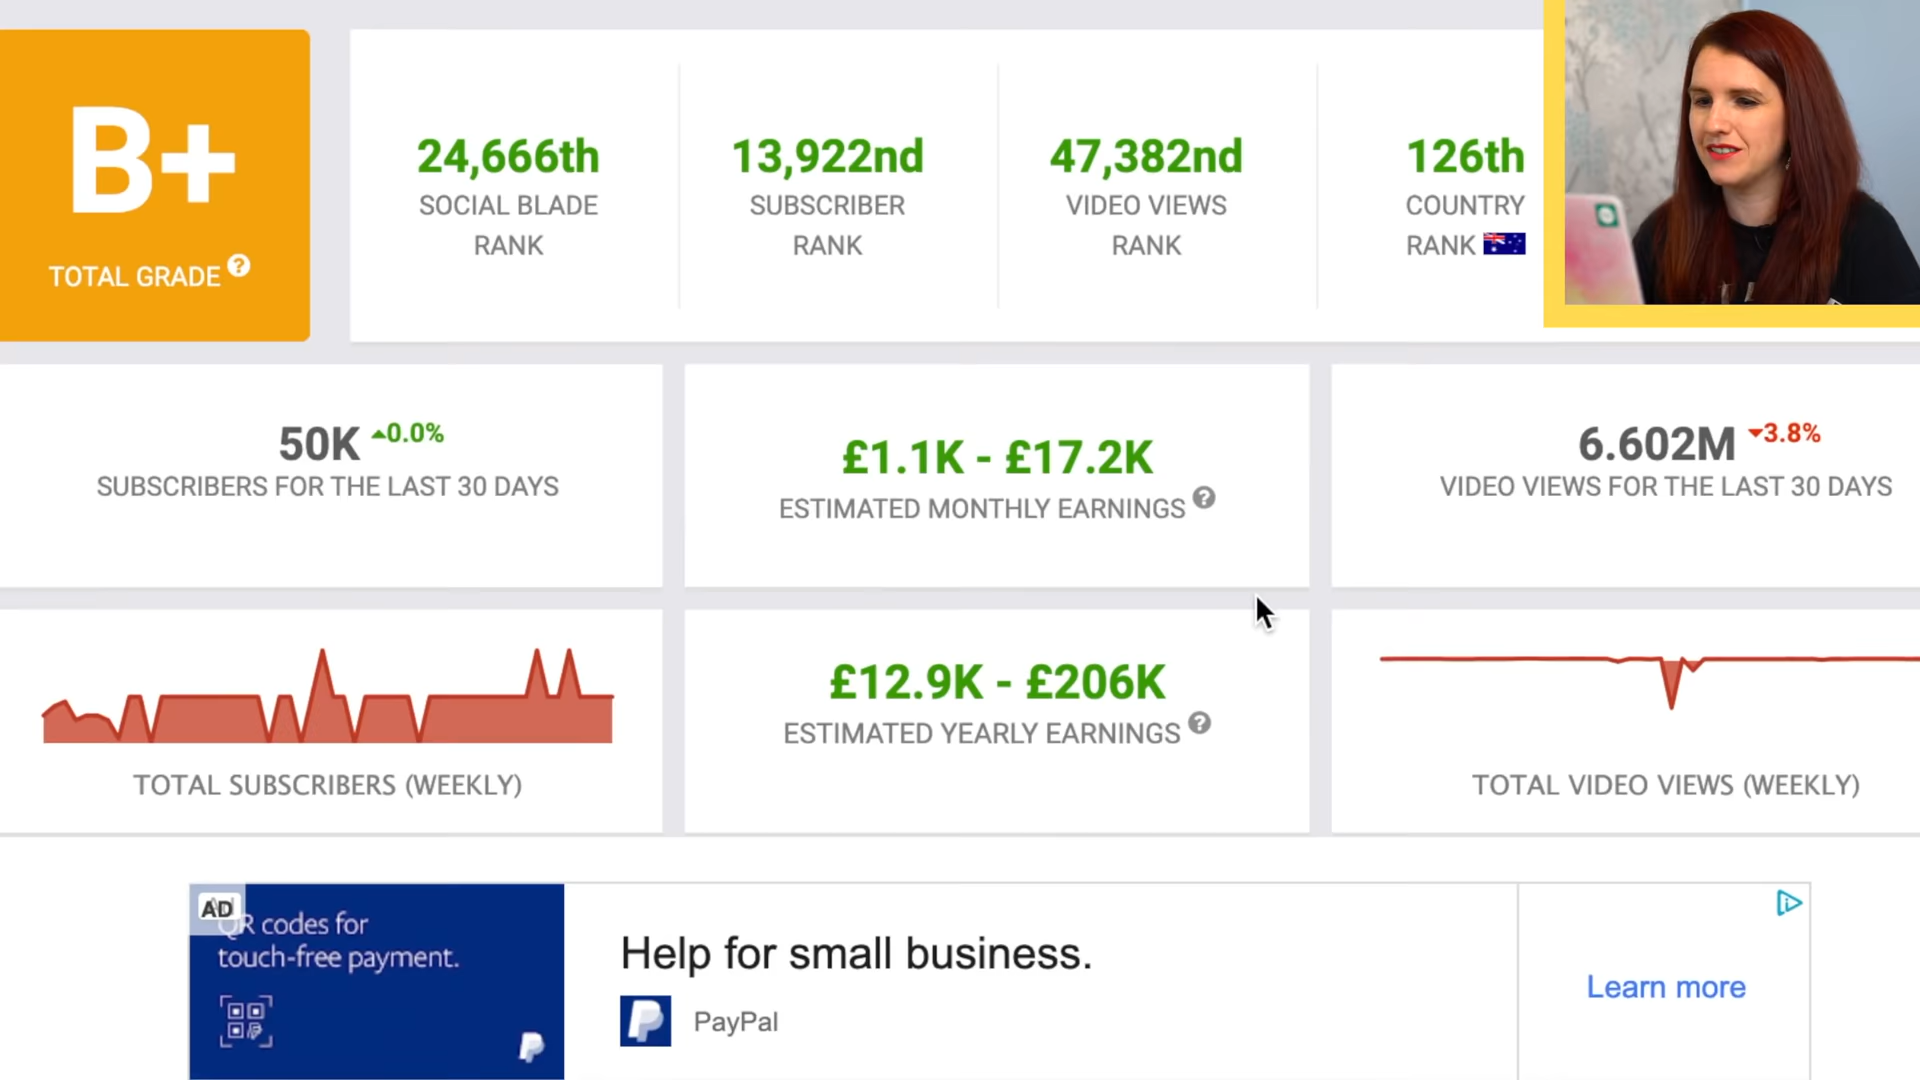 B+
TOTAL GRADE ?
24,666th
SOCIAL BLADE
RANK
13,922nd
SUBSCRIBER
RANK
47,382nd
VIDEO VIEWS
RANK
126th
COUNTRY
RANK
50K 0.0%
SUBSCRIBERS FOR THE LAST 30 DAYS
£1.1K - £17.2K
ESTIMATED MONTHLY EARNINGS ?
6.602M 3.8%
VIDEO VIEWS FOR THE LAST 30 DAYS
TOTAL SUBSCRIBERS (WEEKLY)
£12.9K - £206K
ESTIMATED YEARLY EARNINGS ?
TOTAL VIDEO VIEWS (WEEKLY)
AD
QR codes for
touch-free payment.
Help for small business.
PayPal
Learn more